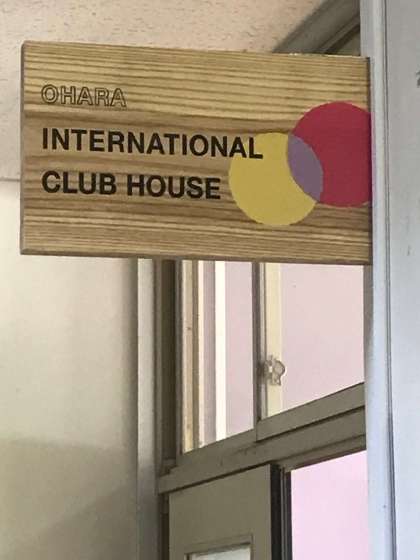 OHARA
INTERNATIONAL
CLUB HOUSE